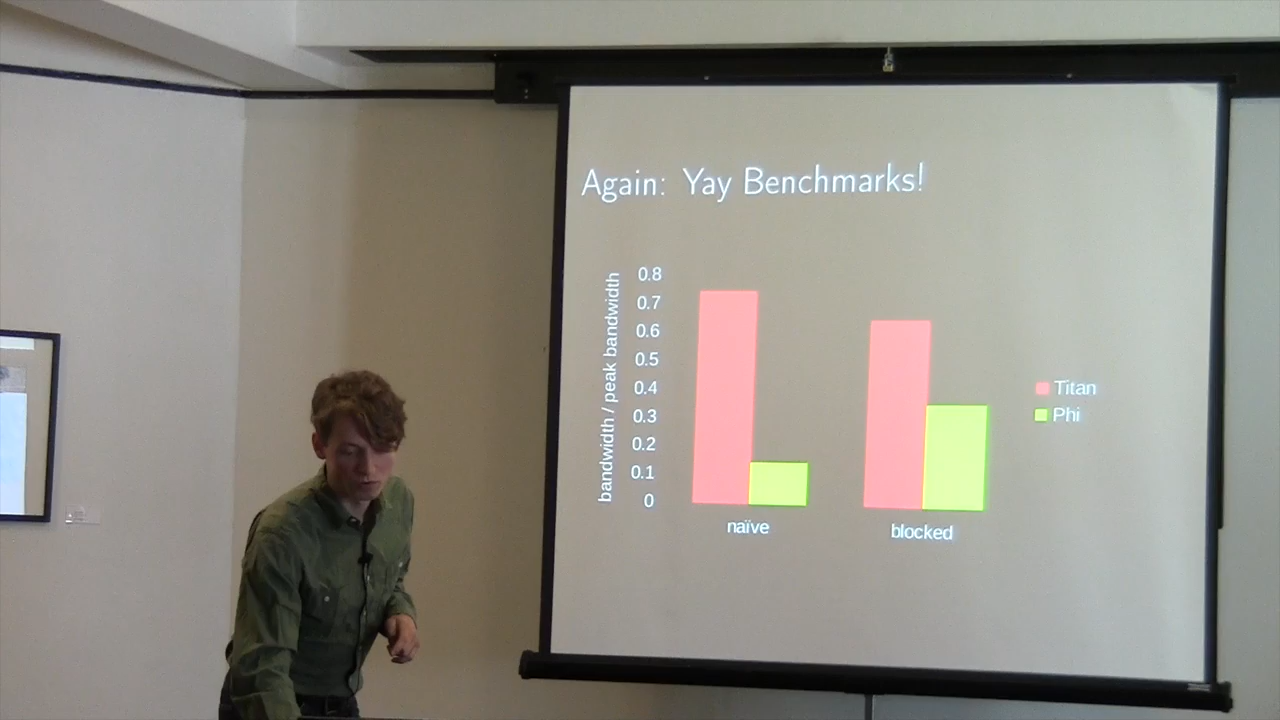 Again: Yay Benchmarks!
bandwidth / peak bandwidth
0.8
0.7
0.6
0.5
0.4
0.3
0.2
0.1
0
naïve
blocked
Titan
Phi